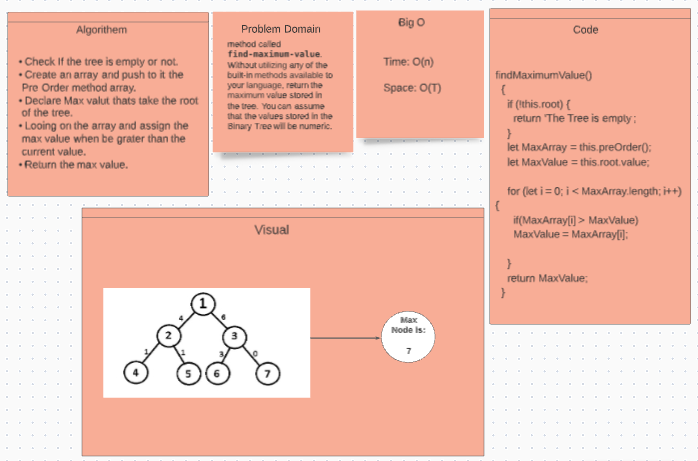 Algorithem
• Check If the tree is empty or not.
• Create an array and push to it the
Pre Order method array.
• Declare Max valut thats take the root
of the tree.
• Looing on the array and assign the
max value when be grater than the
current value.
• Return the max value.
Problem Domain
method called
find-maximum-value.
Without utilizing any of the
built-in methods available to
your language, return the
maximum value stored in
the tree. You can assume
that the values stored in the
Binary Tree will be numeric.
Big O
Time: O(n)
Space: O(T)
Code
findMaximumValue()
{
if (!this.root) {
return 'The Tree is empty ;
}
let MaxArray = this.preOrder();
let MaxValue = this.root.value;
for (let i = 0; i < MaxArray.length; i++)
{
if(MaxArray[i] > MaxValue)
MaxValue = MaxArray[i];
}
return MaxValue;
}
Visual
1
4 6
2 3
1 1 3 0
4 5 6 7
Max
Node Is:
7